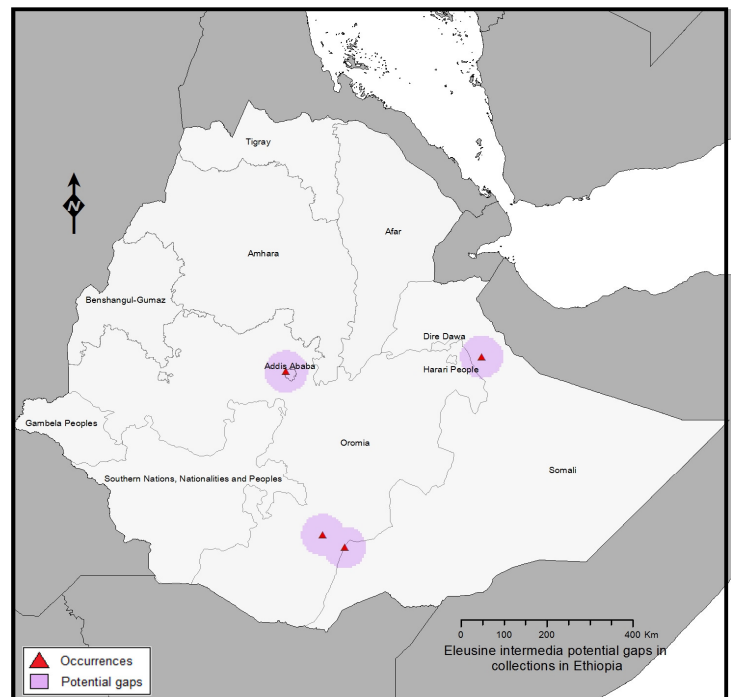 Tigray
Afar
Amhara
Benshangul-Gumaz
Dire Dawa
Addis Ababa
Harari People
Gambela Peoples
Oromia
Somali
Southern Nations, Nationalities and Peoples
N
0 100 200 400 Km
Eleusine intermedia potential gaps in
collections in Ethiopia
Occurrences
Potential gaps